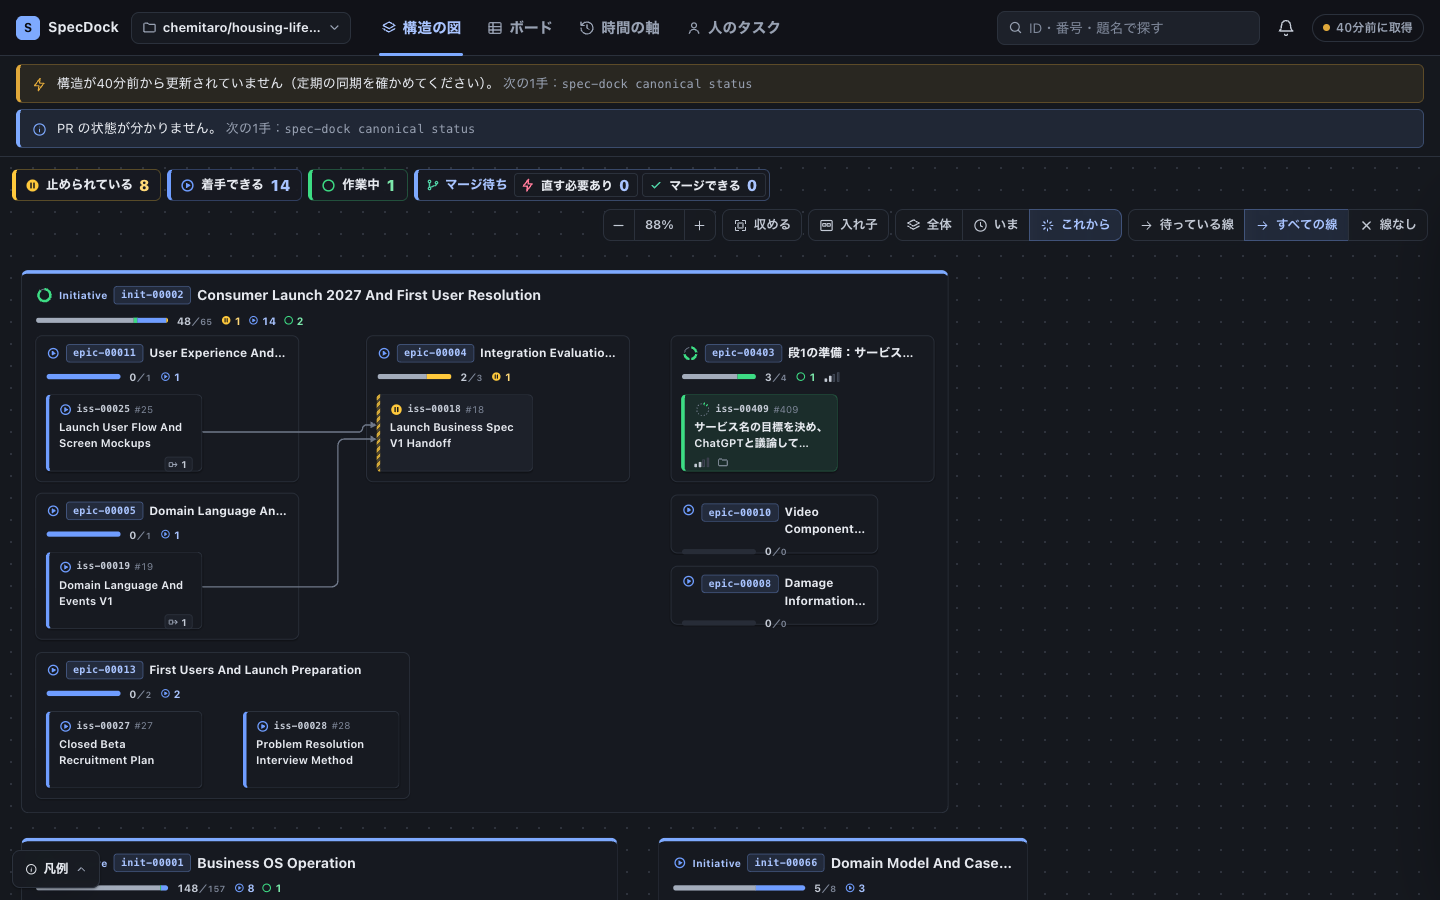 S SpecDock chemitaro/housing-life... 構造の図 ボード 時間の軸 人のタスク ID・番号・題名で探す 40分前に取得
構造が40分前から更新されていません（定期の同期を確かめてください）。 次の1手：spec-dock canonical status
PR の状態が分かりません。 次の1手：spec-dock canonical status
止められている 8 着手できる 14 作業中 1 マージ待ち 直す必要あり 0 マージできる 0
88% 収める 入れ子 全体 いま これから 待っている線 すべての線 線なし
Initiative init-00002 Consumer Launch 2027 And First User Resolution
48/65 1 14 2
epic-00011 User Experience And...
0/1 1
iss-00025 #25
Launch User Flow And
Screen Mockups
1
epic-00004 Integration Evaluatio...
2/3 1
iss-00018 #18
Launch Business Spec
V1 Handoff
epic-00403 段1の準備：サービス...
3/4 1
iss-00409 #409
サービス名の目標を決め、
ChatGPTと議論して...
epic-00005 Domain Language An...
0/1 1
iss-00019 #19
Domain Language And
Events V1
1
epic-00010 Video
Component...
0/0
epic-00008 Damage
Information...
0/0
epic-00013 First Users And Launch Preparation
0/2 2
iss-00027 #27
Closed Beta
Recruitment Plan
iss-00028 #28
Problem Resolution
Interview Method
e init-00001 Business OS Operation
148/157 8 1
Initiative init-00066 Domain Model And Case...
5/8 3
凡例